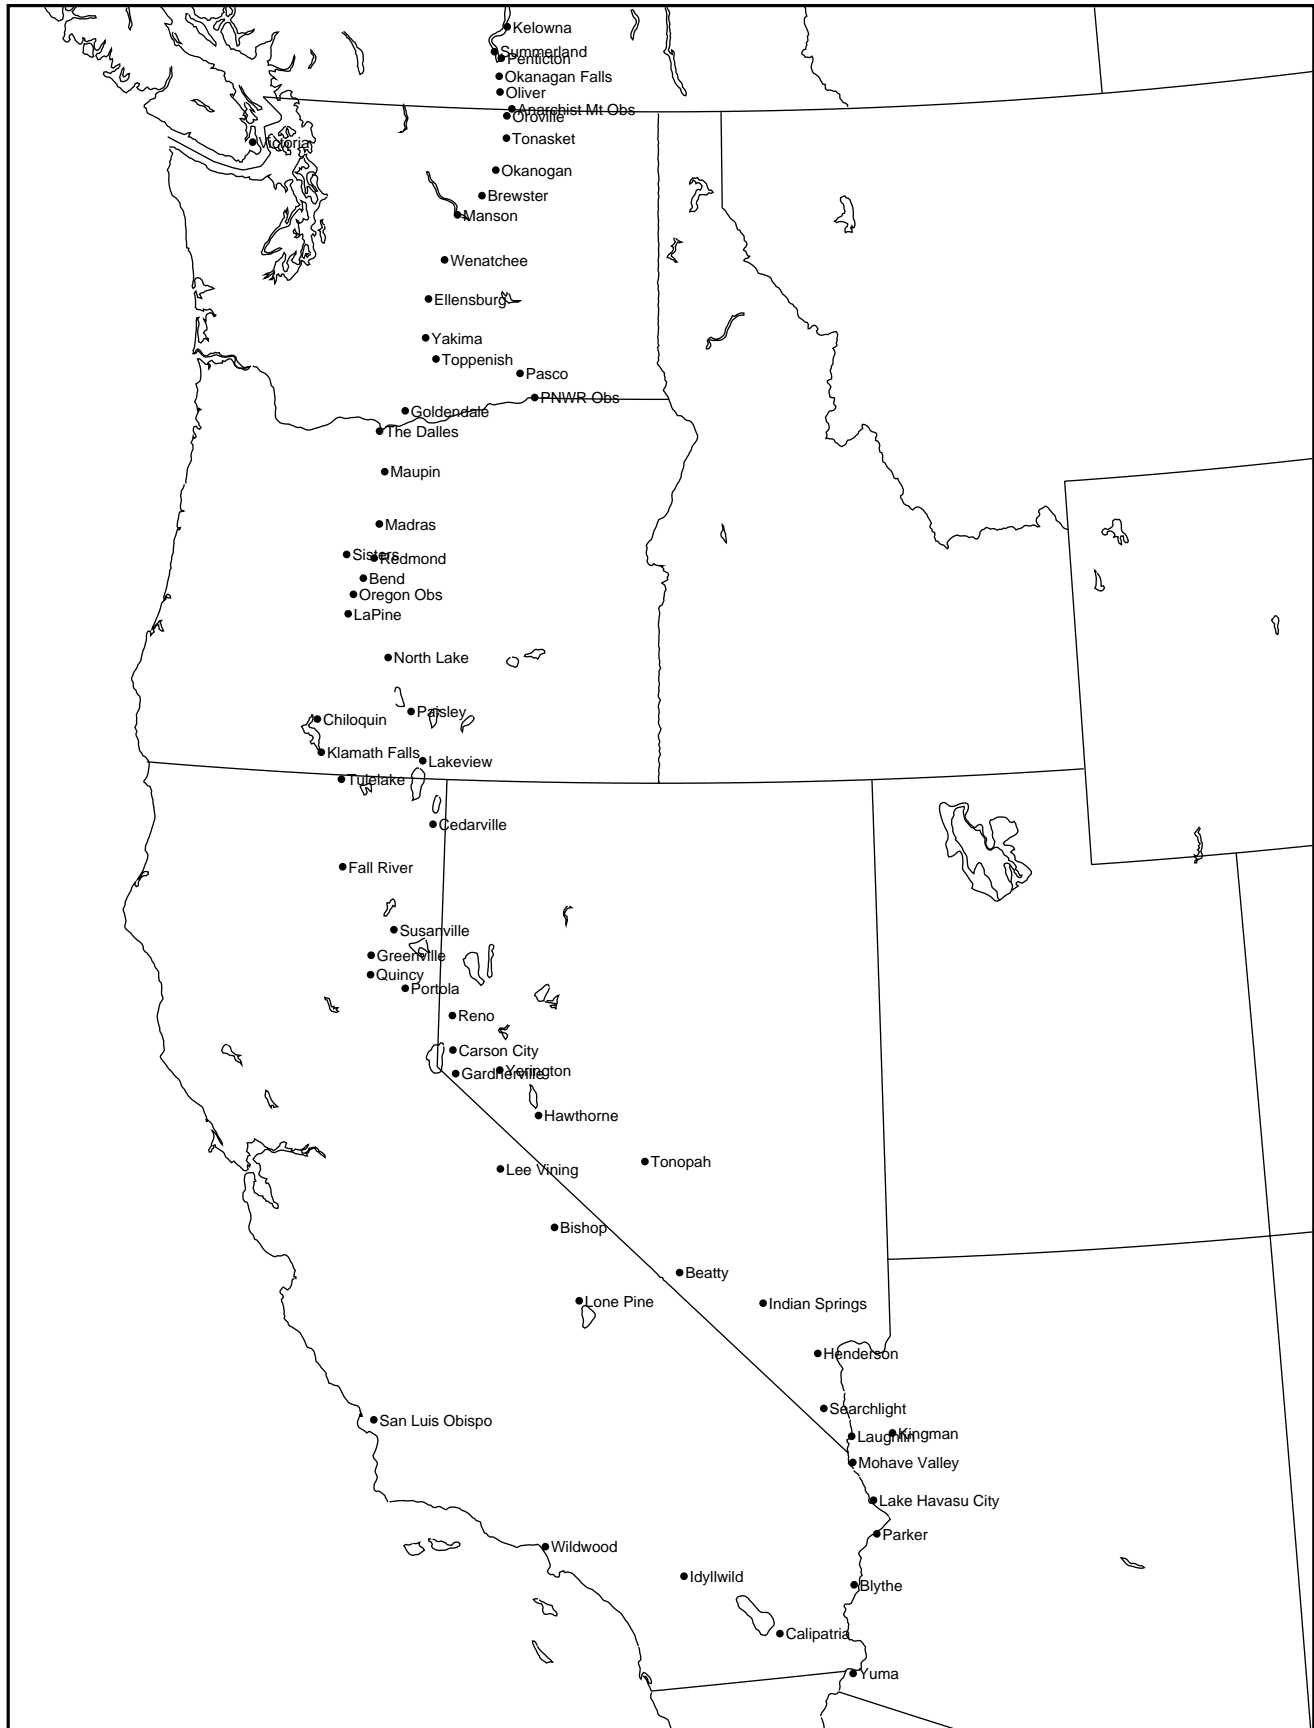 Kelowna
Summerland
Penticton
Okanagan Falls
Oliver
Anarchist Mt Obs
Oroville
Tonasket
Victoria
Okanogan
Brewster
Manson
Wenatchee
Ellensburg
Yakima
Toppenish
Pasco
PNWR Obs
Goldendale
The Dalles
Maupin
Madras
Sisters
Redmond
Bend
Oregon Obs
LaPine
North Lake
Paisley
Chiloquin
Klamath Falls
Lakeview
Tulelake
Cedarville
Fall River
Susanville
Greenville
Quincy
Portola
Reno
Carson City
Yerington
Gardnerville
Hawthorne
Tonopah
Lee Vining
Bishop
Beatty
Lone Pine
Indian Springs
Henderson
Searchlight
San Luis Obispo
Kingman
Laughlin
Mohave Valley
Lake Havasu City
Parker
Wildwood
Idyllwild
Blythe
Calipatria
Yuma